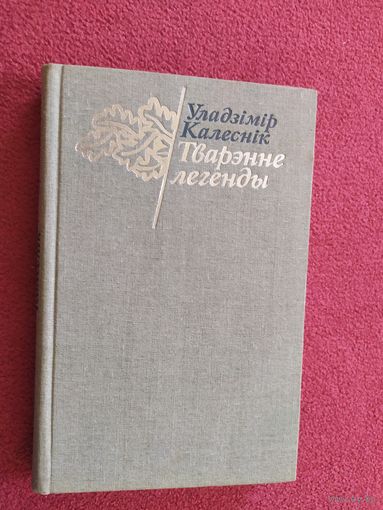 Уладзімір
Калеснік
Тварэнне
легенды